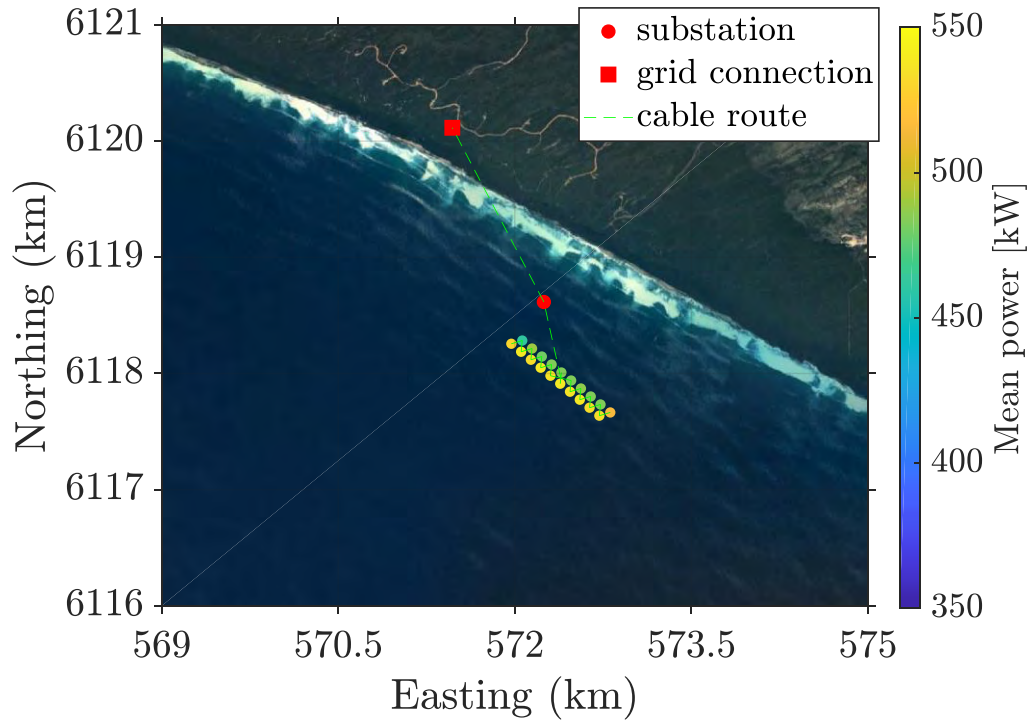 6121
6120
6119
6118
6117
6116
Northing (km)
569
570.5
572
573.5
575
Easting (km)
substation
grid connection
cable route
550
500
450
400
350
Mean power [kW]